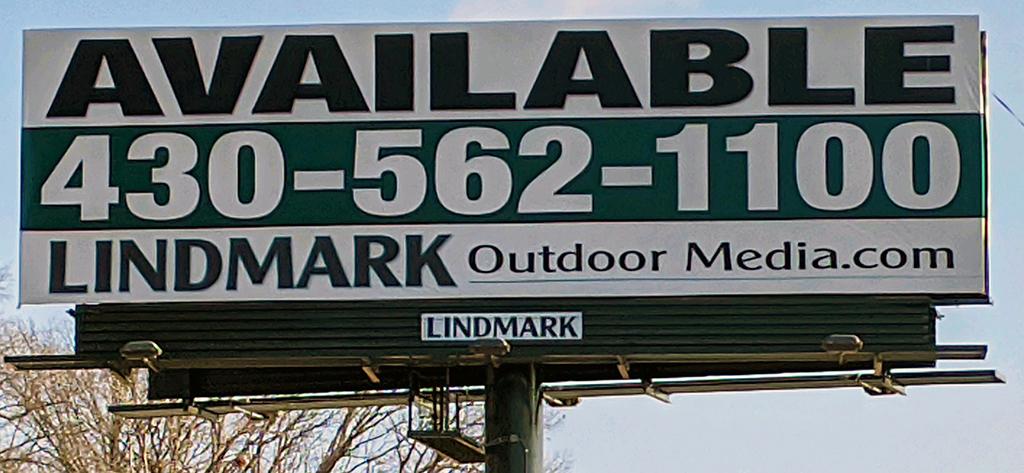 AVAILABLE
430-562-1100
LINDMARK Outdoor Media.com
LINDMARK